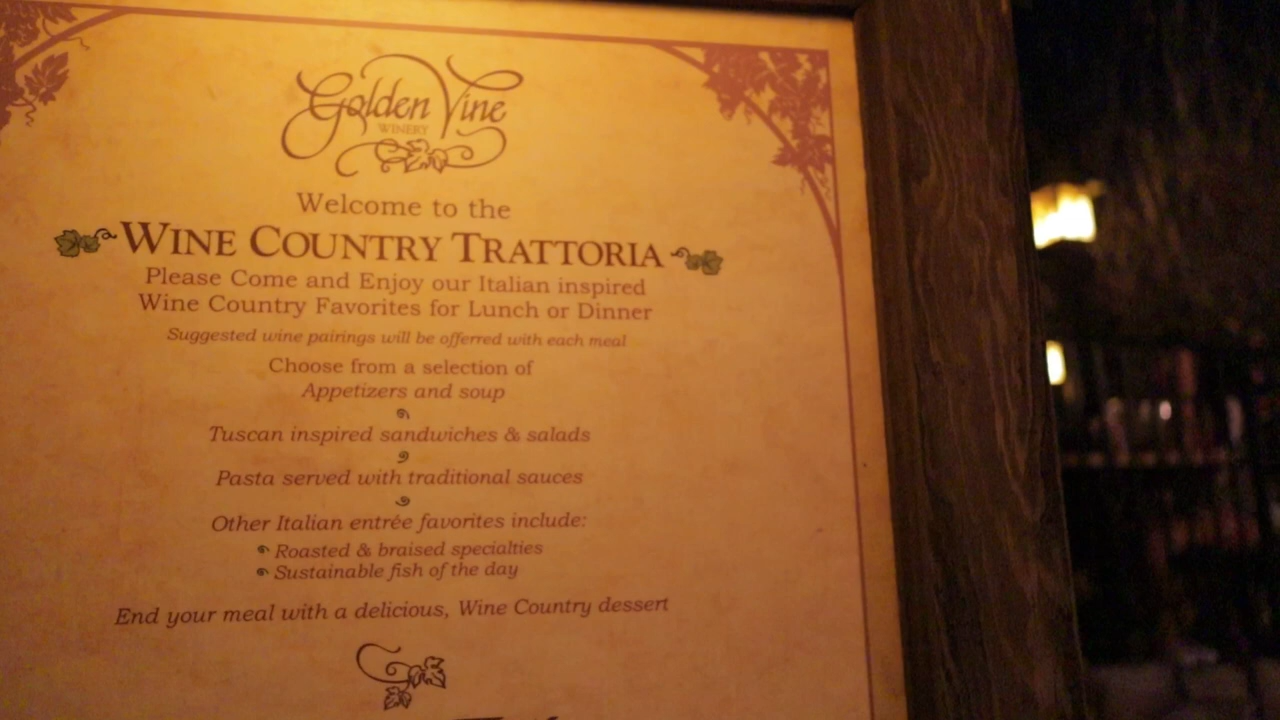 Golden Vine
WINERY
Welcome to the
WINE COUNTRY TRATTORIA
Please Come and Enjoy our Italian inspired
Wine Country Favorites for Lunch or Dinner
Suggested wine pairings will be offerred with each meal
Choose from a selection of
Appetizers and soup
Tuscan inspired sandwiches & salads
Pasta served with traditional sauces
Other Italian entrée favorites include:
Roasted & braised specialties
Sustainable fish of the day
End your meal with a delicious, Wine Country dessert